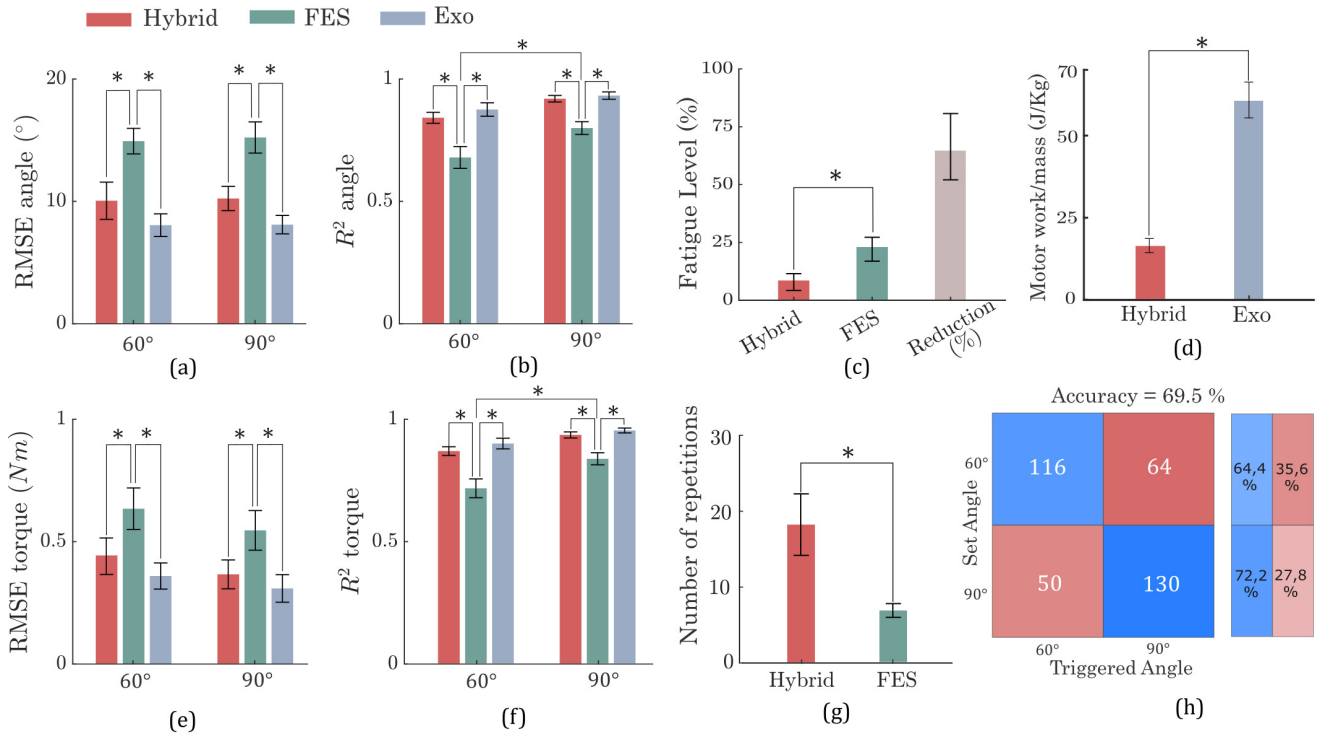 Hybrid FES Exo
* * * *
20
10
0
RMSE angle (°)
60° 90°
(a)
*
* * * *
1
0.5
0
R² angle
60° 90°
(b)
100
75
50
25
0
Fatigue Level (%)
*
Hybrid FES Reduction
(%)
(c)
70
50
25
0
Motor work/mass (J/Kg)
*
Hybrid Exo
(d)
* * * *
1
0.5
0
RMSE torque (Nm)
60° 90°
(e)
*
* * * *
1
0.5
0
R² torque
60° 90°
(f)
30
20
10
0
Number of repetitions
*
Hybrid FES
(g)
Accuracy = 69.5 %
Set Angle
60°
116 64
64,4 35,6
% %
90°
50 130
72,2 27,8
% %
60° 90°
Triggered Angle
(h)